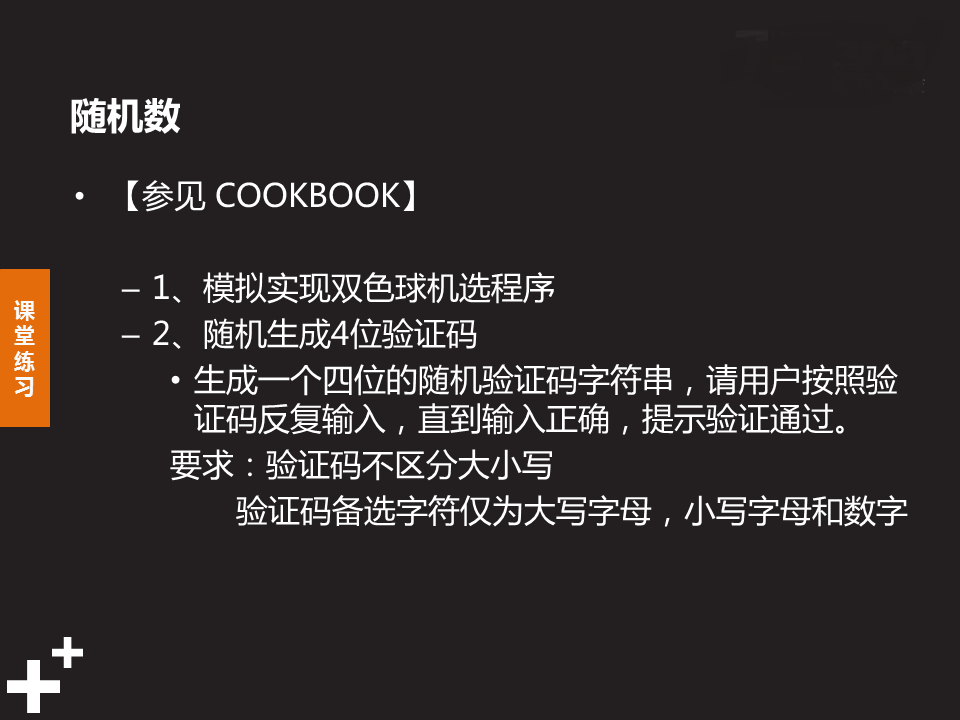 随机数
• 【参见 COOKBOOK】
– 1、模拟实现双色球机选程序
– 2、随机生成4位验证码
• 生成一个四位的随机验证码字符串，请用户按照验
证码反复输入，直到输入正确，提示验证通过。
要求：验证码不区分大小写
验证码备选字符仅为大写字母，小写字母和数字
课
堂
练
习